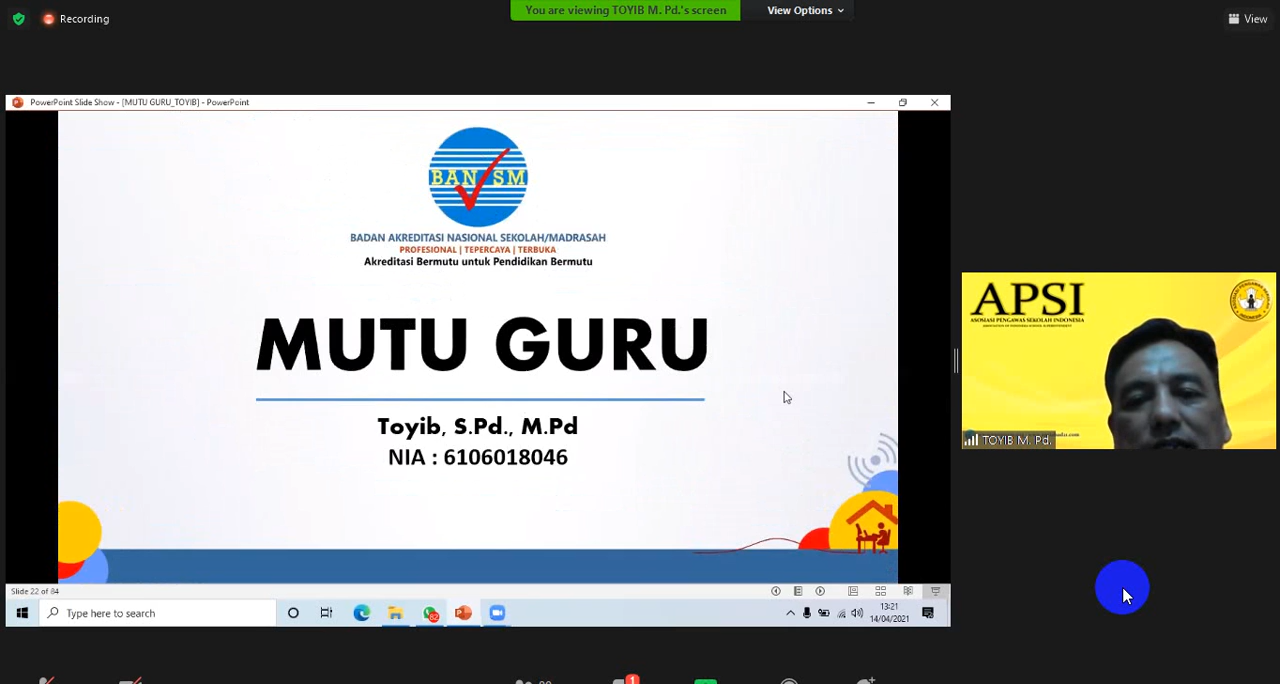 Recording
You are viewing TOYIB M. Pd.'s screen
View Options
View
PowerPoint Slide Show - [MUTU GURU_TOYIB] - PowerPoint
BAN SM
BADAN AKREDITASI NASIONAL SEKOLAH/MADRASAH
PROFESIONAL | TEPERCAYA | TERBUKA
Akreditasi Bermutu untuk Pendidikan Bermutu
MUTU GURU
Toyib, S.Pd., M.Pd
NIA : 6106018046
APSI
ASOSIASI PENGAWAS SEKOLAH INDONESIA
TOYIB M. Pd.
Slide 22 of 84
Type here to search
13:21
14/04/2021
1